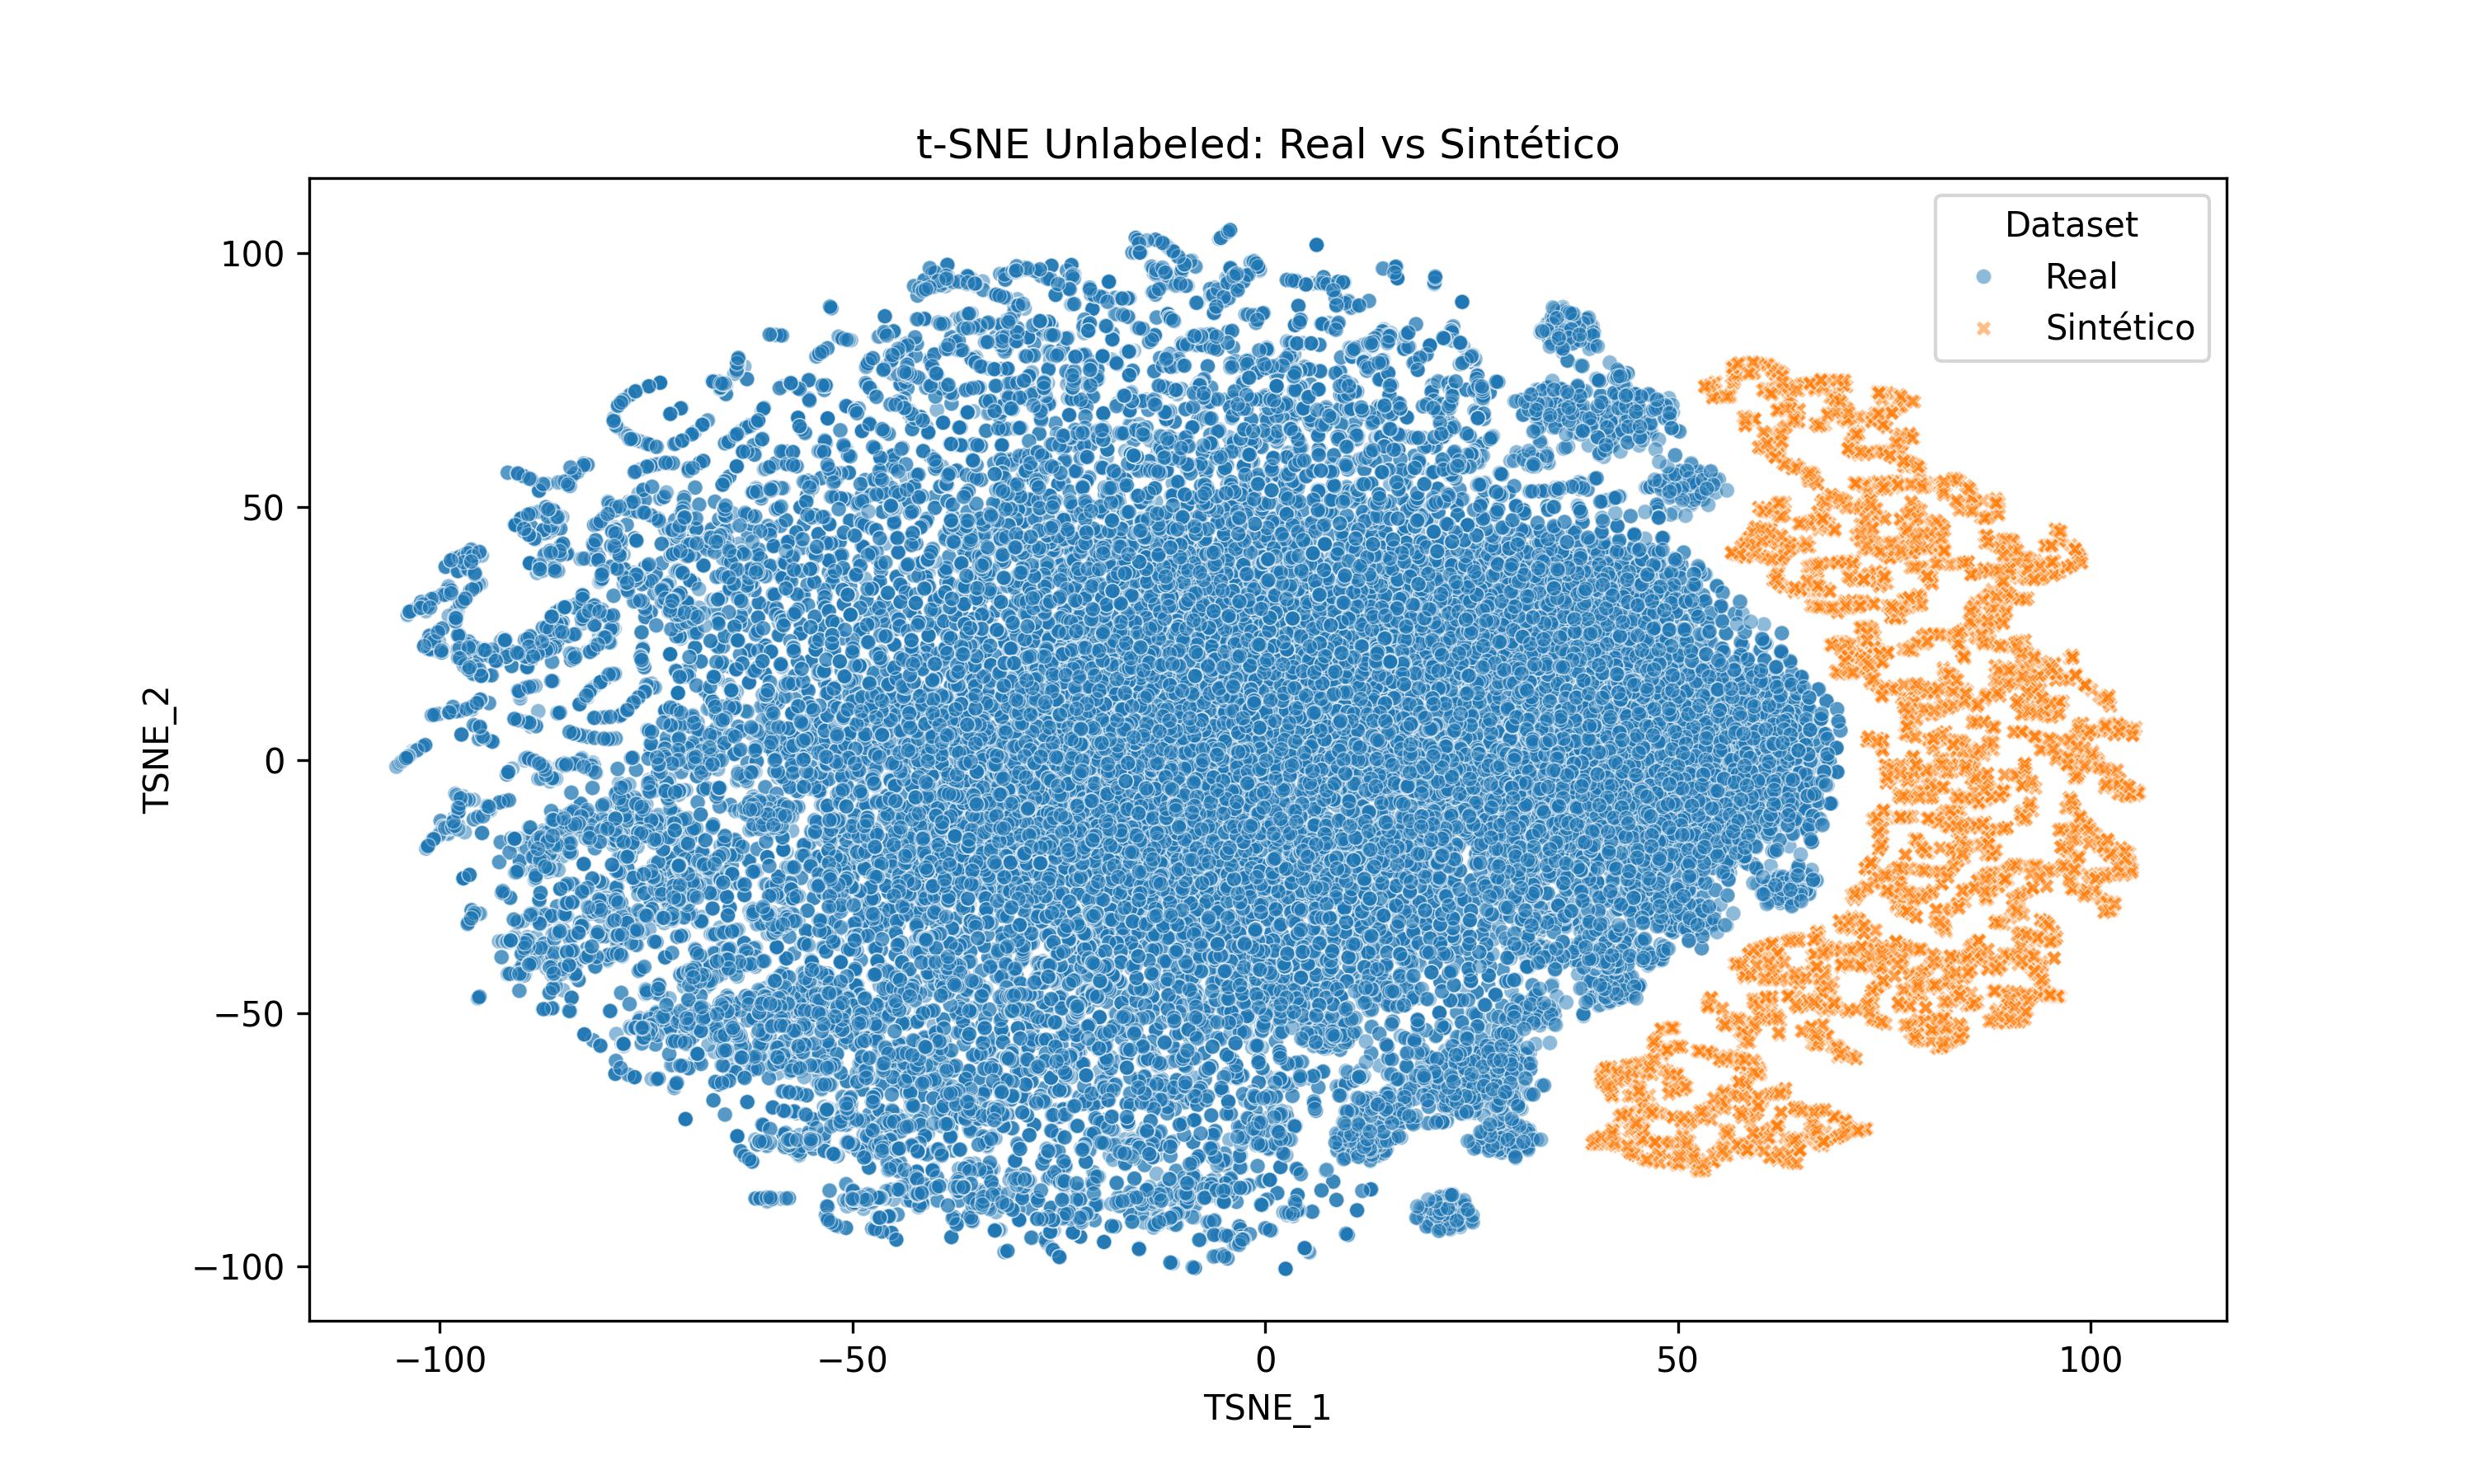 t-SNE Unlabeled: Real vs Sintético
Dataset
Real
Sintético
100
50
0
−50
−100
TSNE_2
−100
−50
0
50
100
TSNE_1